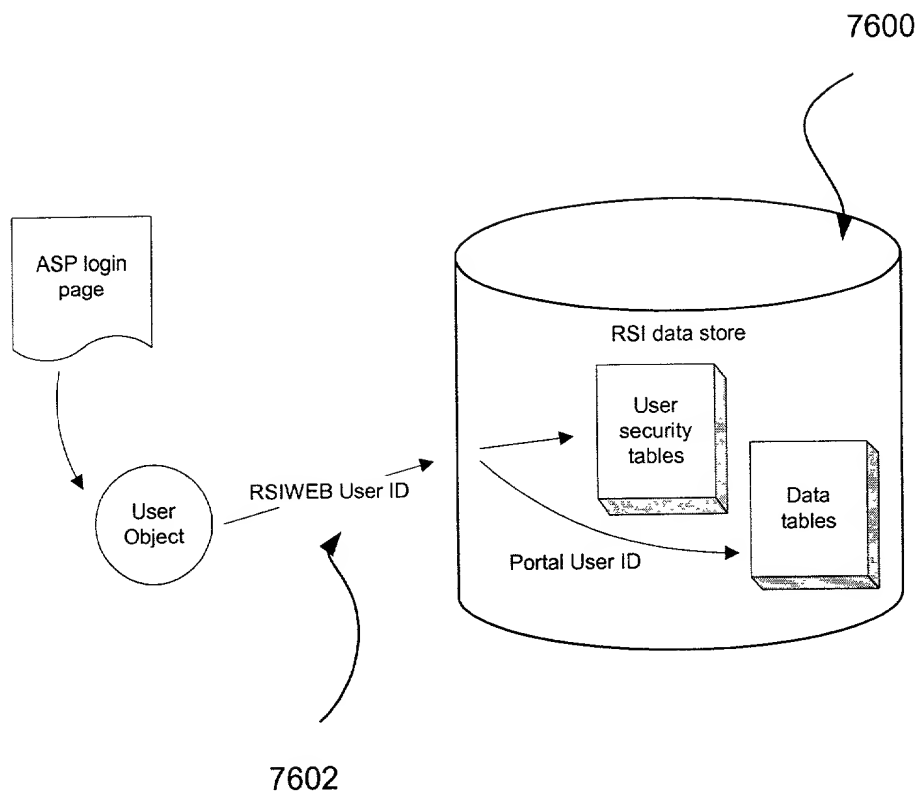 7600
ASP login
page
RSI data store
User
security
tables
User
Object
RSIWEB User ID
Data
tables
Portal User ID
7602